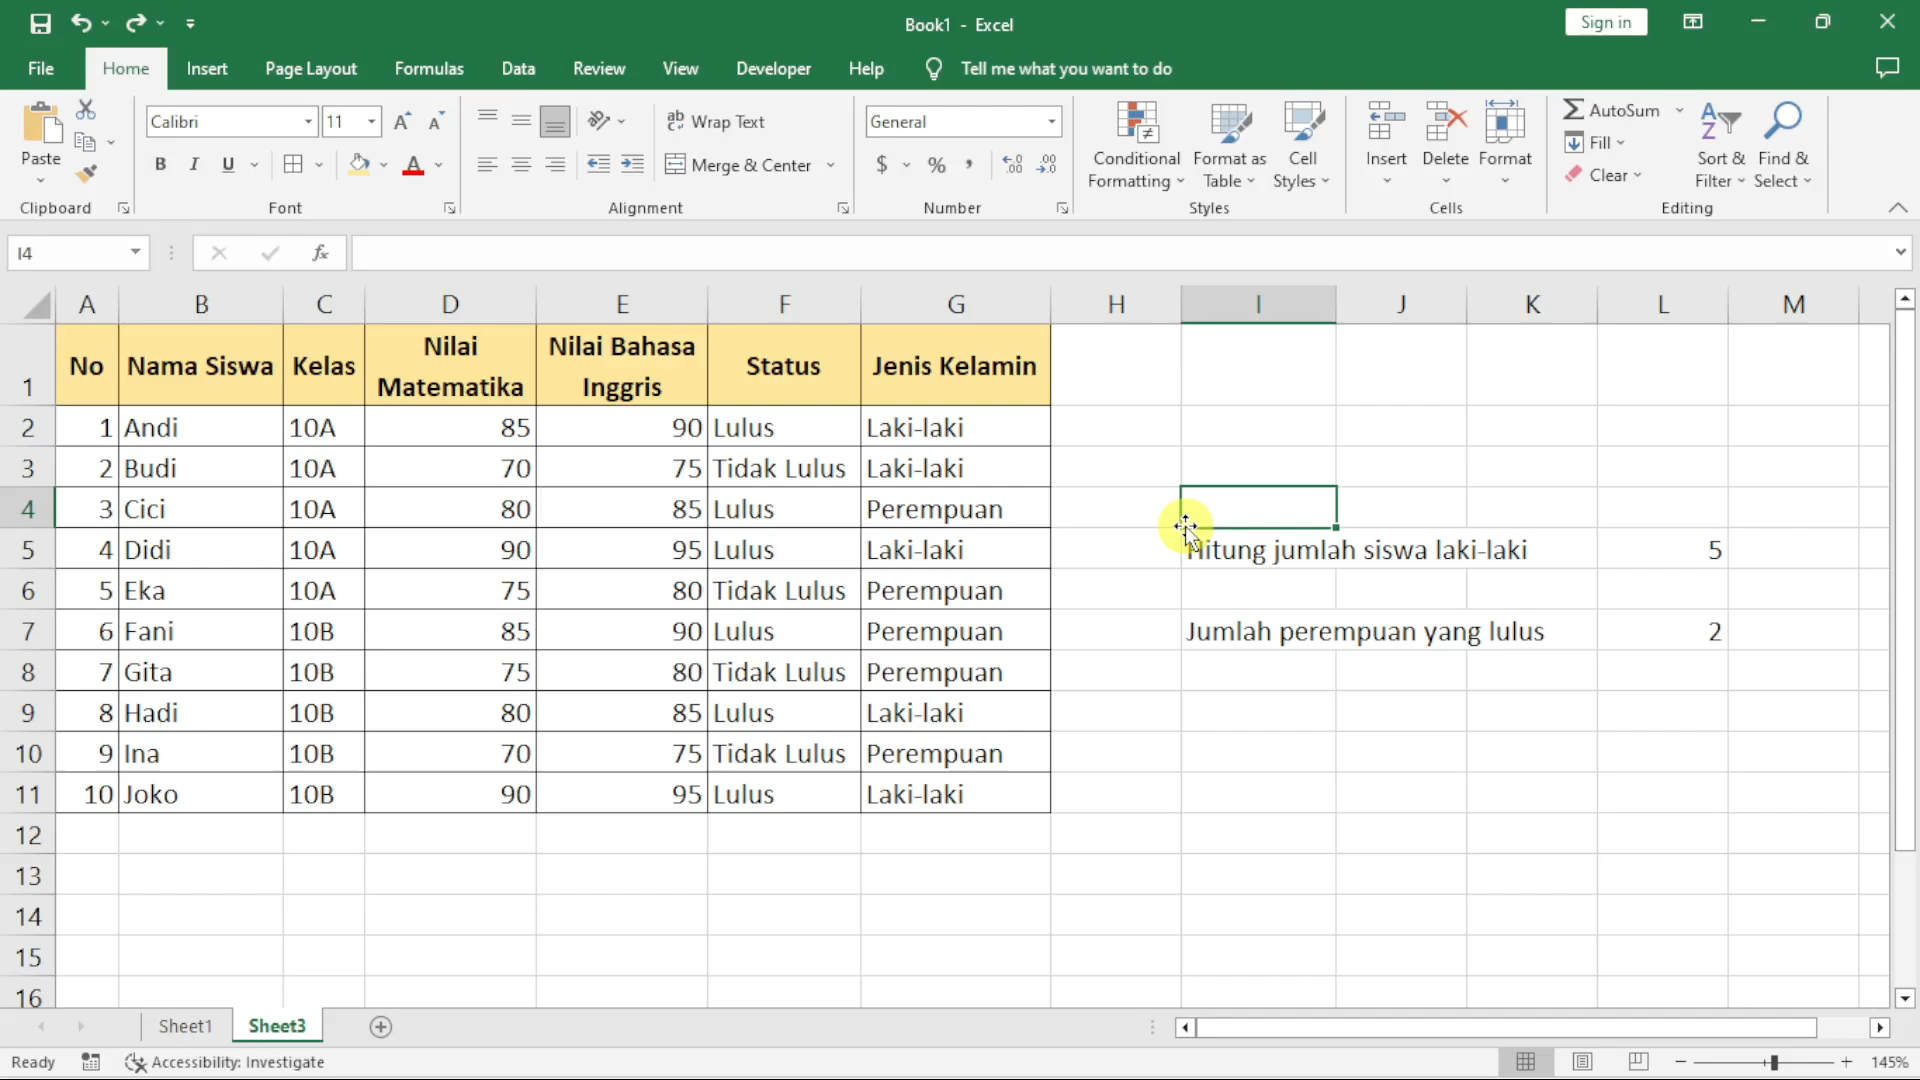 Book1 - Excel
Sign in
File Home Insert Page Layout Formulas Data Review View Developer Help Tell me what you want to do
Paste
Clipboard
Calibri 11
B I U A
Font
Wrap Text
Merge & Center
Alignment
General
$ % ,
Number
Conditional Formatting
Format as Table
Cell Styles
Styles
Insert Delete Format
Cells
AutoSum
Fill
Clear
Sort & Filter
Find & Select
Editing
I4
fx
A B C D E F G H I J K L M
1 No Nama Siswa Kelas Nilai Matematika Nilai Bahasa Inggris Status Jenis Kelamin
2 1 Andi 10A 85 90 Lulus Laki-laki
3 2 Budi 10A 70 75 Tidak Lulus Laki-laki
4 3 Cici 10A 80 85 Lulus Perempuan
5 4 Didi 10A 90 95 Lulus Laki-laki Hitung jumlah siswa laki-laki 5
6 5 Eka 10A 75 80 Tidak Lulus Perempuan
7 6 Fani 10B 85 90 Lulus Perempuan Jumlah perempuan yang lulus 2
8 7 Gita 10B 75 80 Tidak Lulus Perempuan
9 8 Hadi 10B 80 85 Lulus Laki-laki
10 9 Ina 10B 70 75 Tidak Lulus Perempuan
11 10 Joko 10B 90 95 Lulus Laki-laki
12
13
14
15
16
Sheet1 Sheet3
Ready Accessibility: Investigate 145%